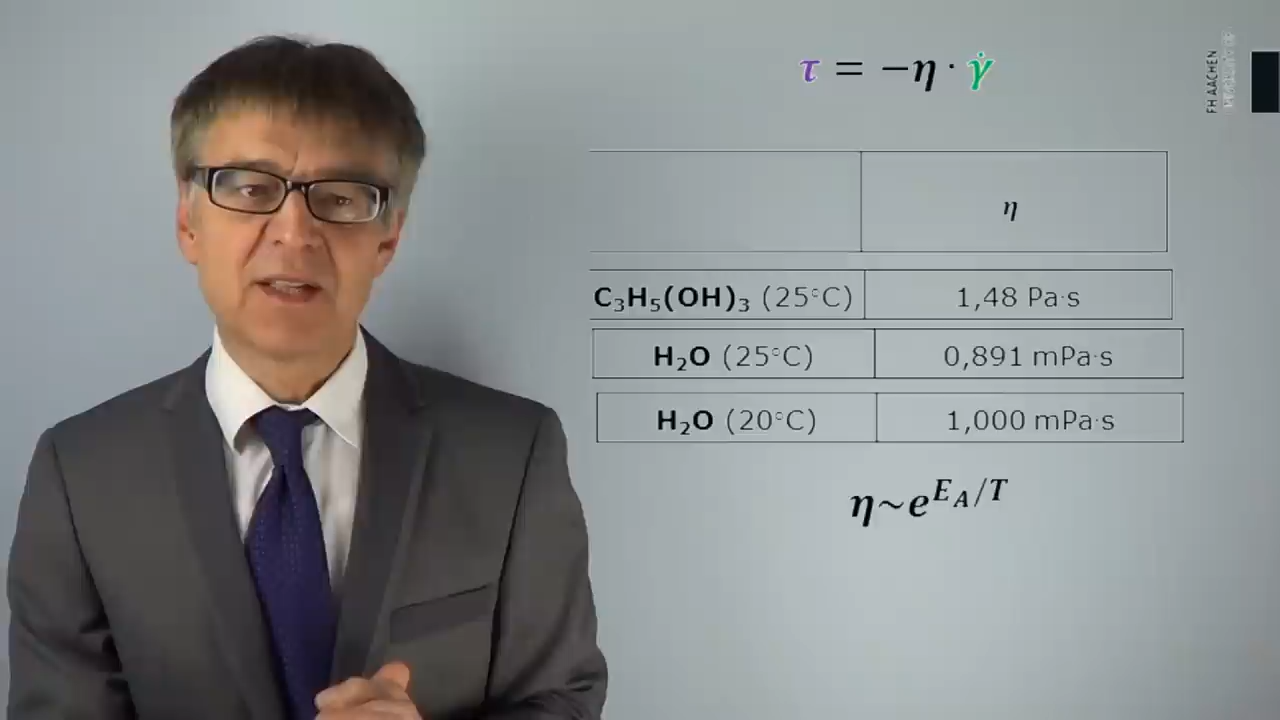 τ = −η · γ̇
FH AACHEN
η
C₃H₅(OH)₃ (25°C) 1,48 Pa·s
H₂O (25°C) 0,891 mPa·s
H₂O (20°C) 1,000 mPa·s
η~e^{E_A/T}